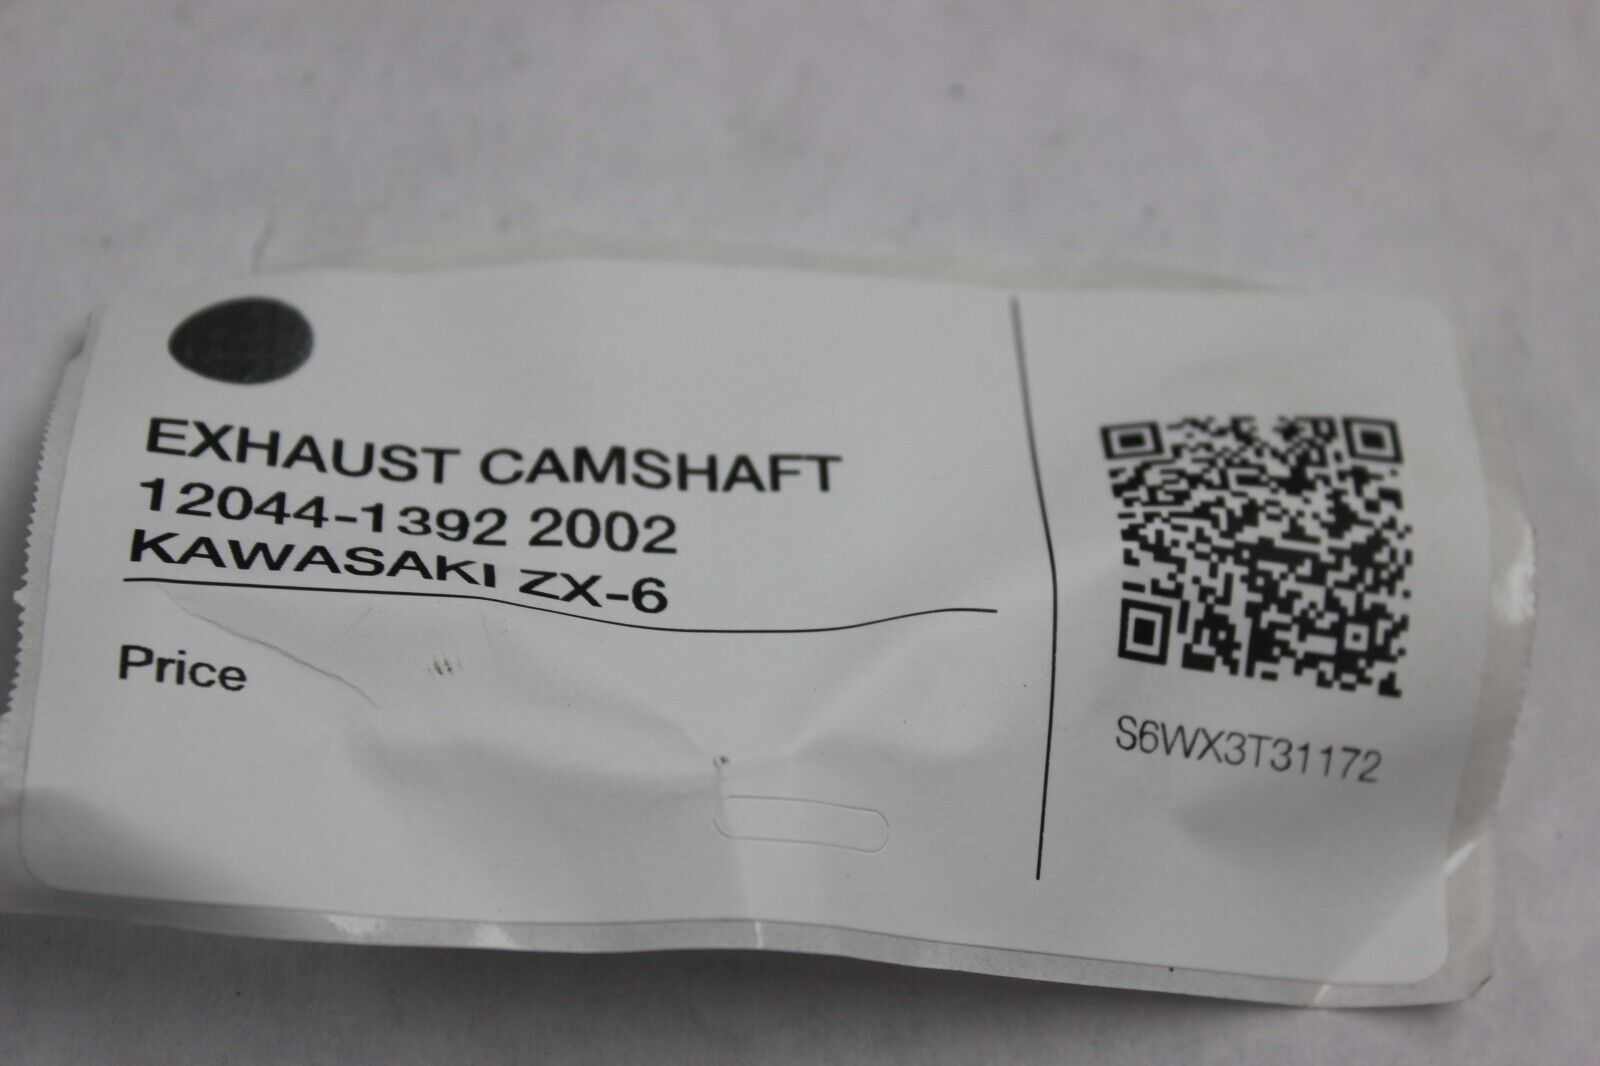 EXHAUST CAMSHAFT
12044-1392 2002
KAWASAKI ZX-6
Price
S6WX3T31172